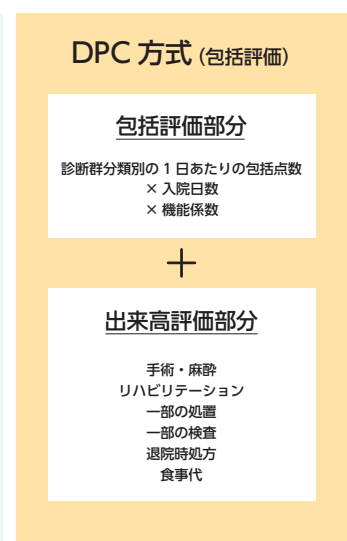 DPC 方式 (包括評価)
包括評価部分
診断群分類別の 1 日あたりの包括点数
× 入院日数
× 機能係数
＋
出来高評価部分
手術・麻酔
リハビリテーション
一部の処置
一部の検査
退院時処方
食事代